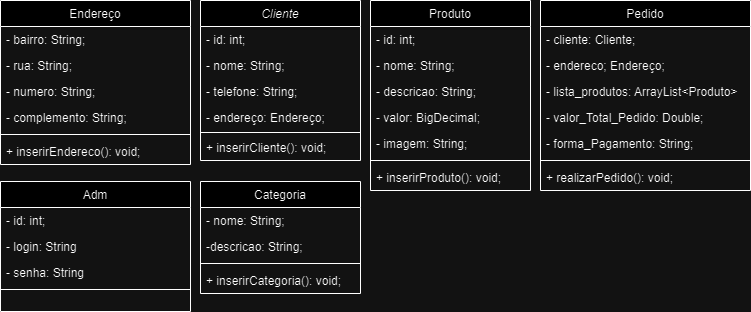 Endereço
- bairro: String;
- rua: String;
- numero: String;
- complemento: String;
+ inserirEndereco(): void;
Cliente
- id: int;
- nome: String;
- telefone: String;
- endereço: Endereço;
+ inserirCliente(): void;
Produto
- id: int;
- nome: String;
- descricao: String;
- valor: BigDecimal;
- imagem: String;
+ inserirProduto(): void;
Pedido
- cliente: Cliente;
- endereco; Endereço;
- lista_produtos: ArrayList<Produto>
- valor_Total_Pedido: Double;
- forma_Pagamento: String;
+ realizarPedido(): void;
Adm
- id: int;
- login: String
- senha: String
Categoria
- nome: String;
-descricao: String;
+ inserirCategoria(): void;